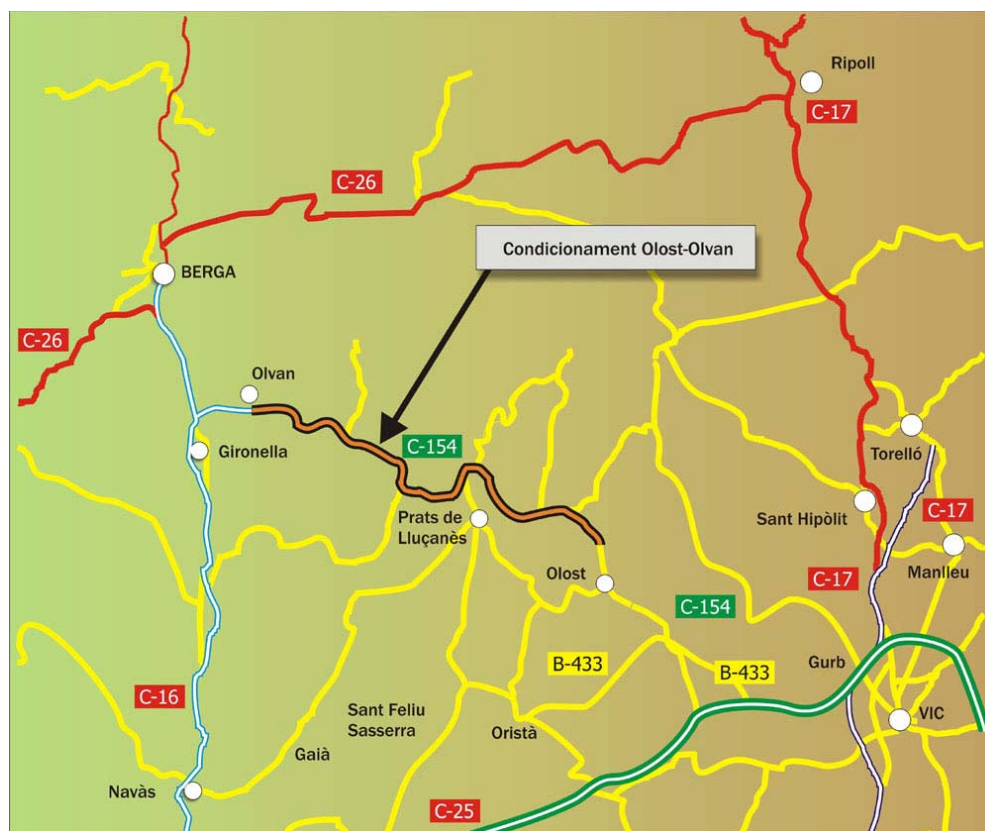 Ripoll
C-17
C-26
Condicionament Olost-Olvan
BERGA
C-26
Olvan
Gironella
C-154
Torelló
Prats de
Lluçanès
Sant Hipòlit
C-17
Manlleu
Olost
C-17
C-154
B-433
B-433
Gurb
C-16
Sant Feliu
Sasserra
VIC
Oristà
Gaià
Navàs
C-25